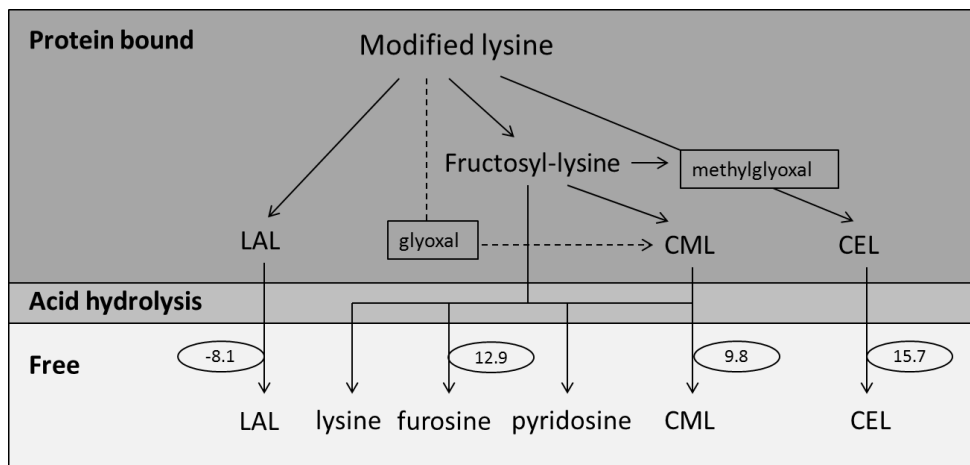 Protein bound
Modified lysine
Fructosyl-lysine
methylglyoxal
LAL
glyoxal
CML
CEL
Acid hydrolysis
Free
-8.1
12.9
9.8
15.7
LAL lysine furosine pyridosine CML CEL